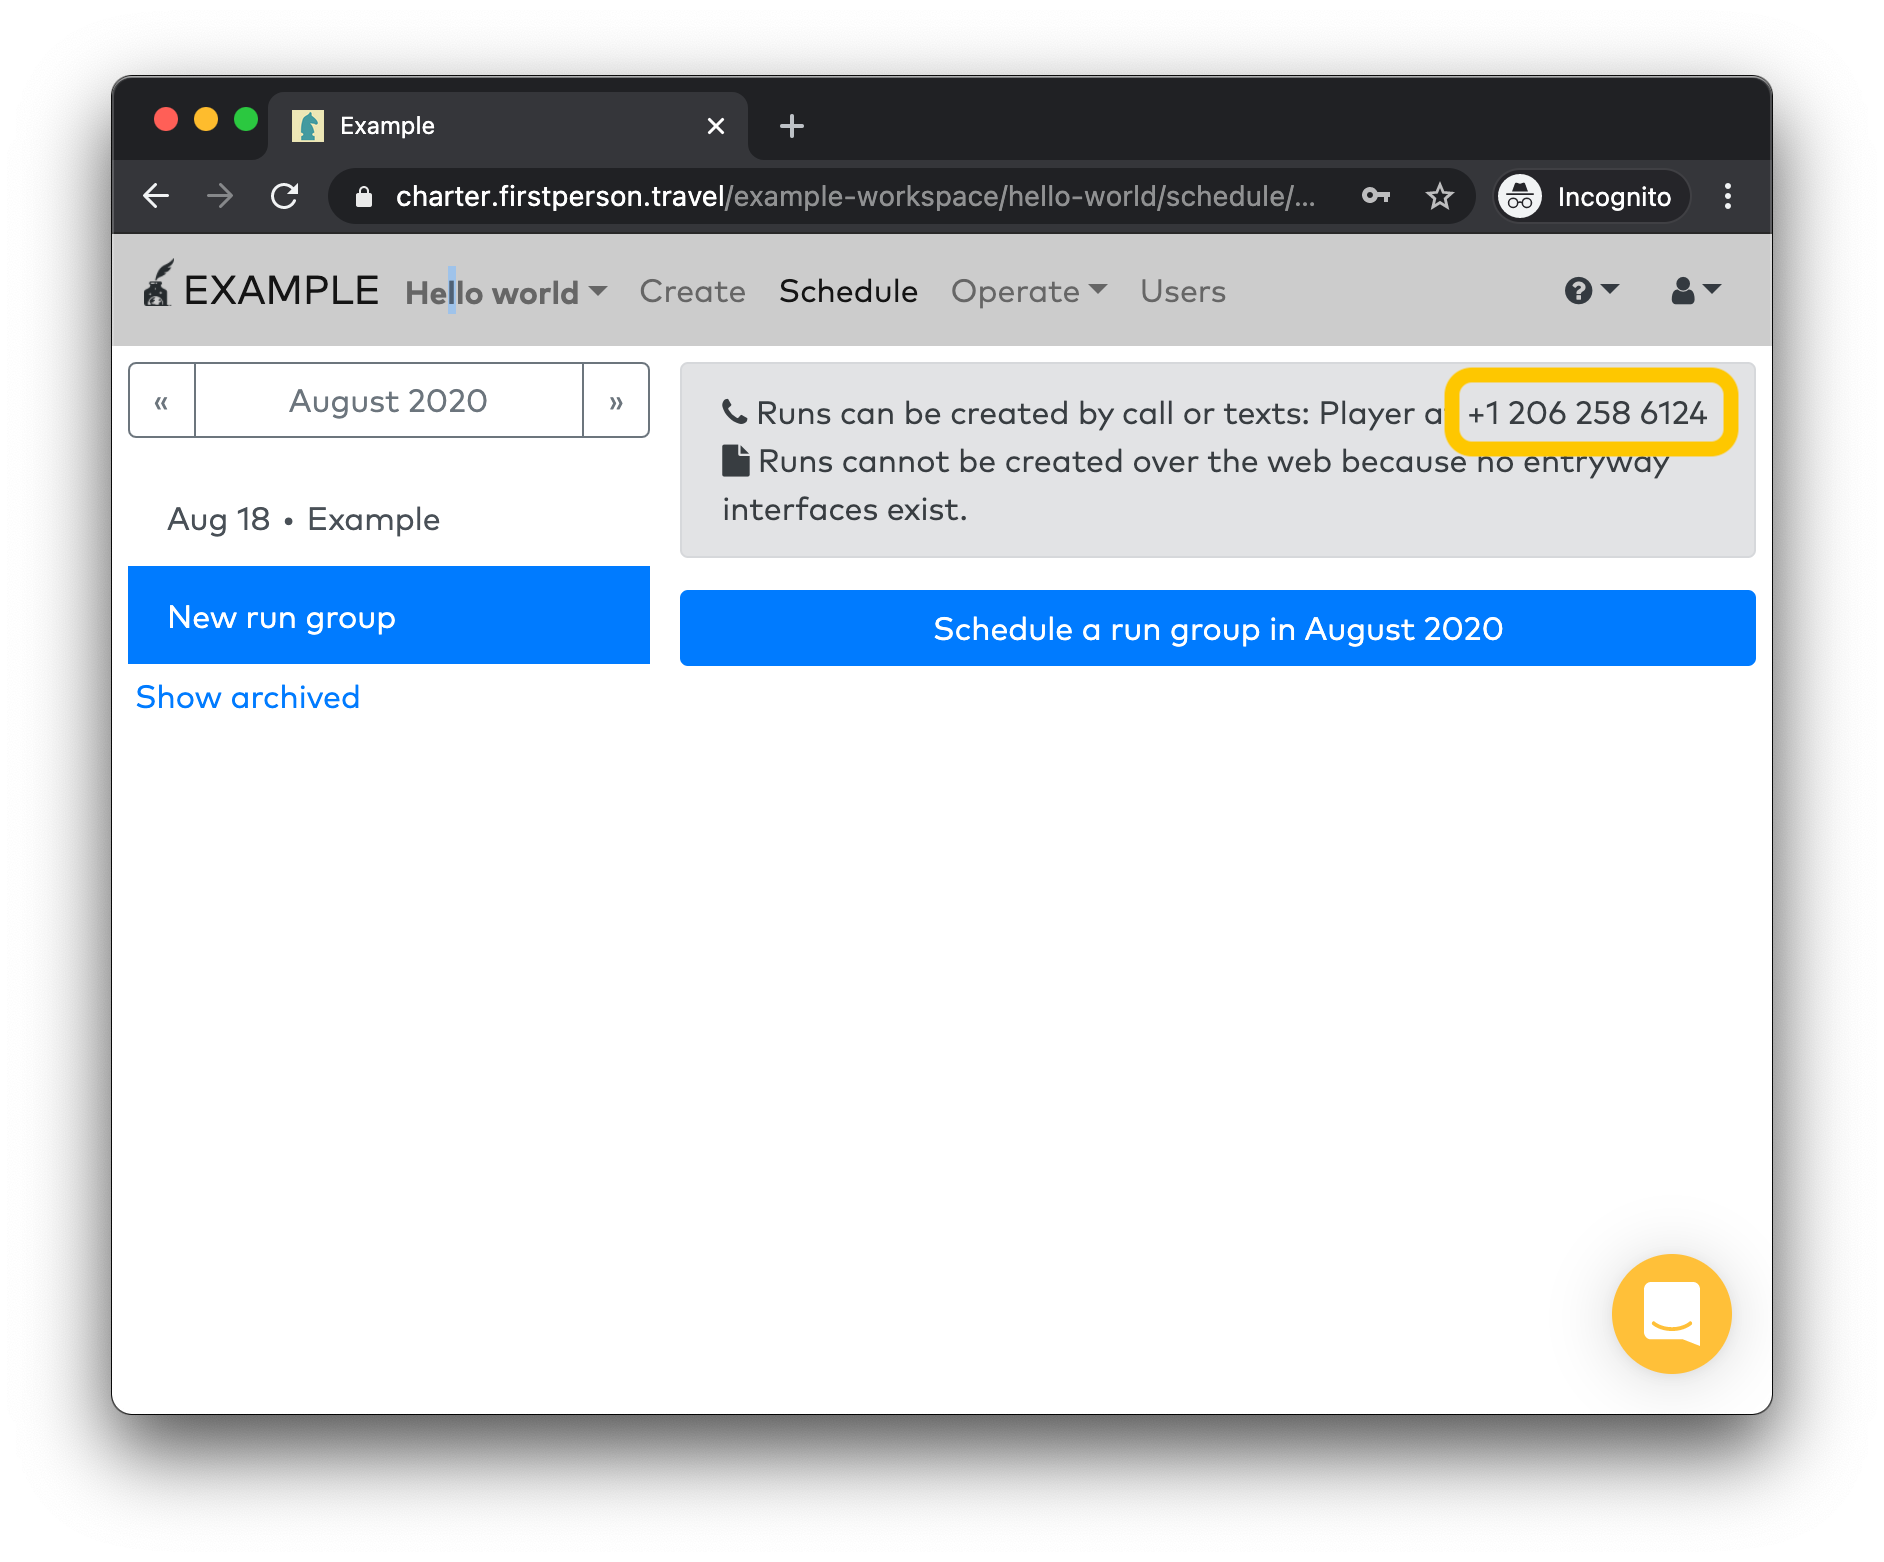 Example
charter.firstperson.travel/example-workspace/hello-world/schedule/...
Incognito
EXAMPLE Hello world Create Schedule Operate Users
« August 2020 »
Runs can be created by call or texts: Player a +1 206 258 6124
Runs cannot be created over the web because no entryway
interfaces exist.
Aug 18 • Example
New run group
Schedule a run group in August 2020
Show archived